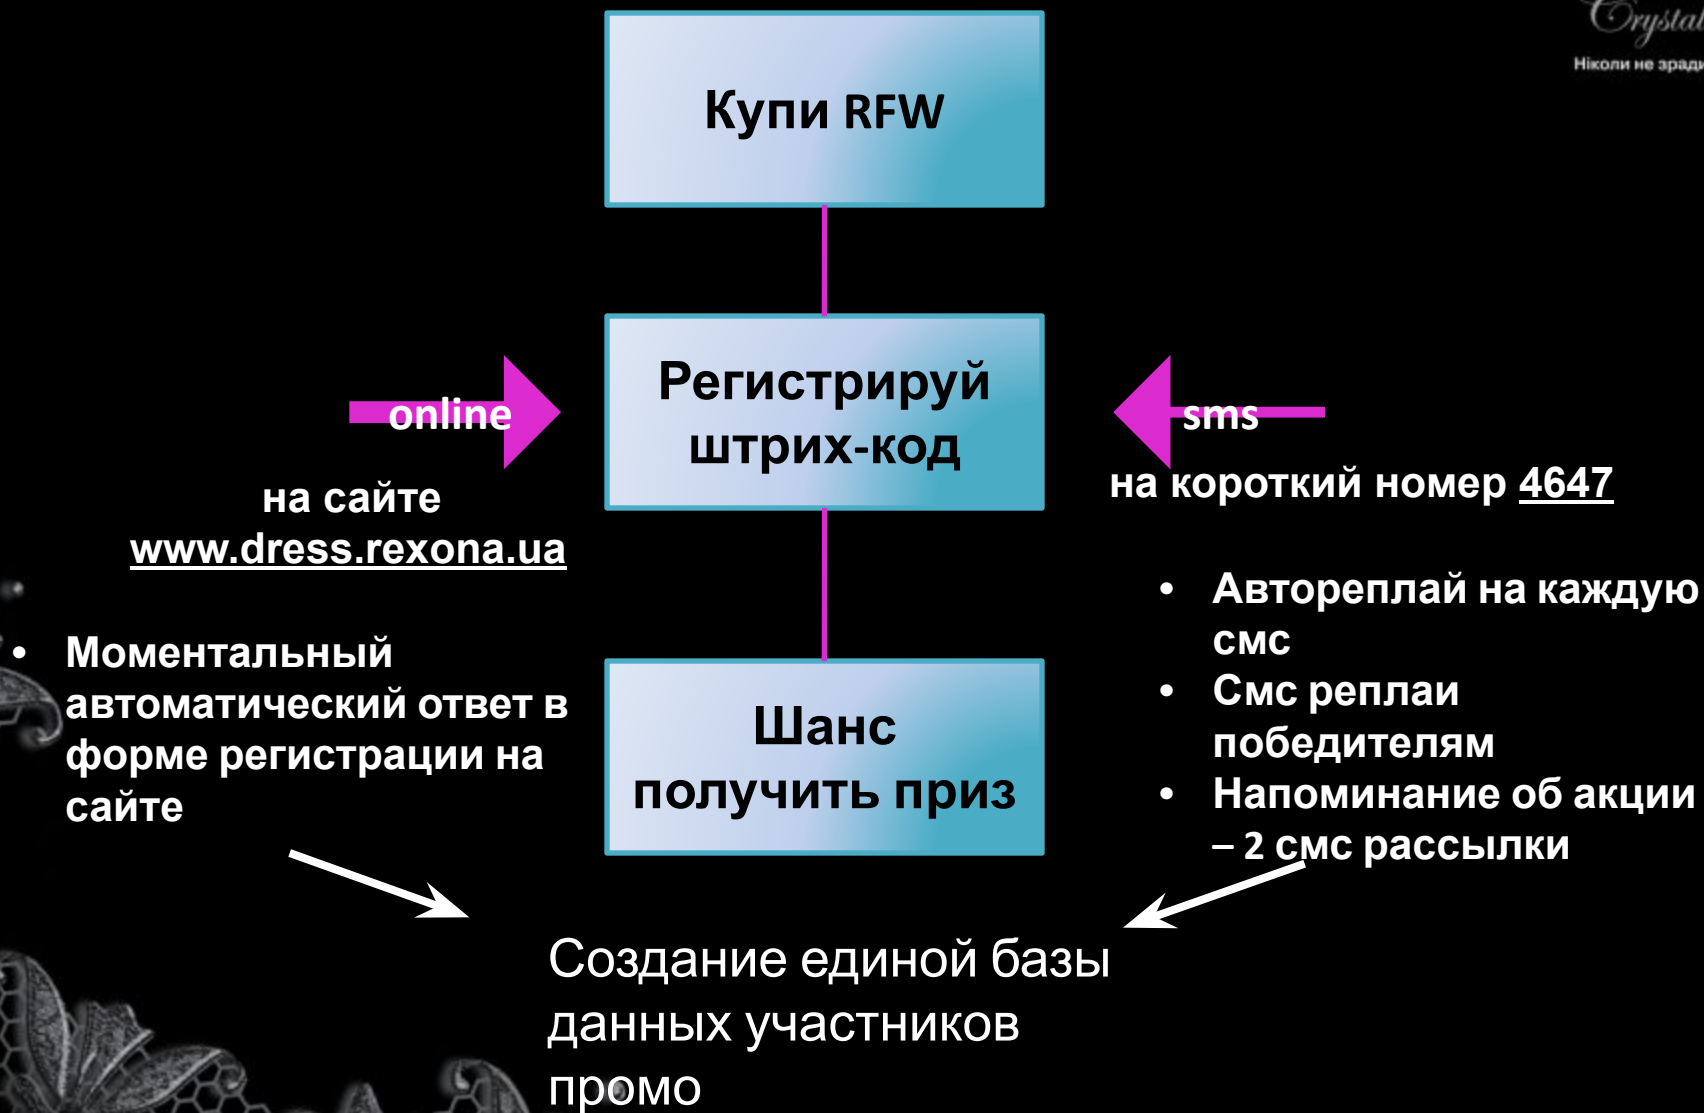 Crystal
Ніколи не зради
Купи RFW
Регистрируй
штрих-код
online
sms
на сайте
www.dress.rexona.ua
на короткий номер 4647
• Моментальный
автоматический ответ в
форме регистрации на
сайте
• Автореплай на каждую
смс
• Смс реплаи
победителям
• Напоминание об акции
– 2 смс рассылки
Шанс
получить приз
Создание единой базы
данных участников
промо